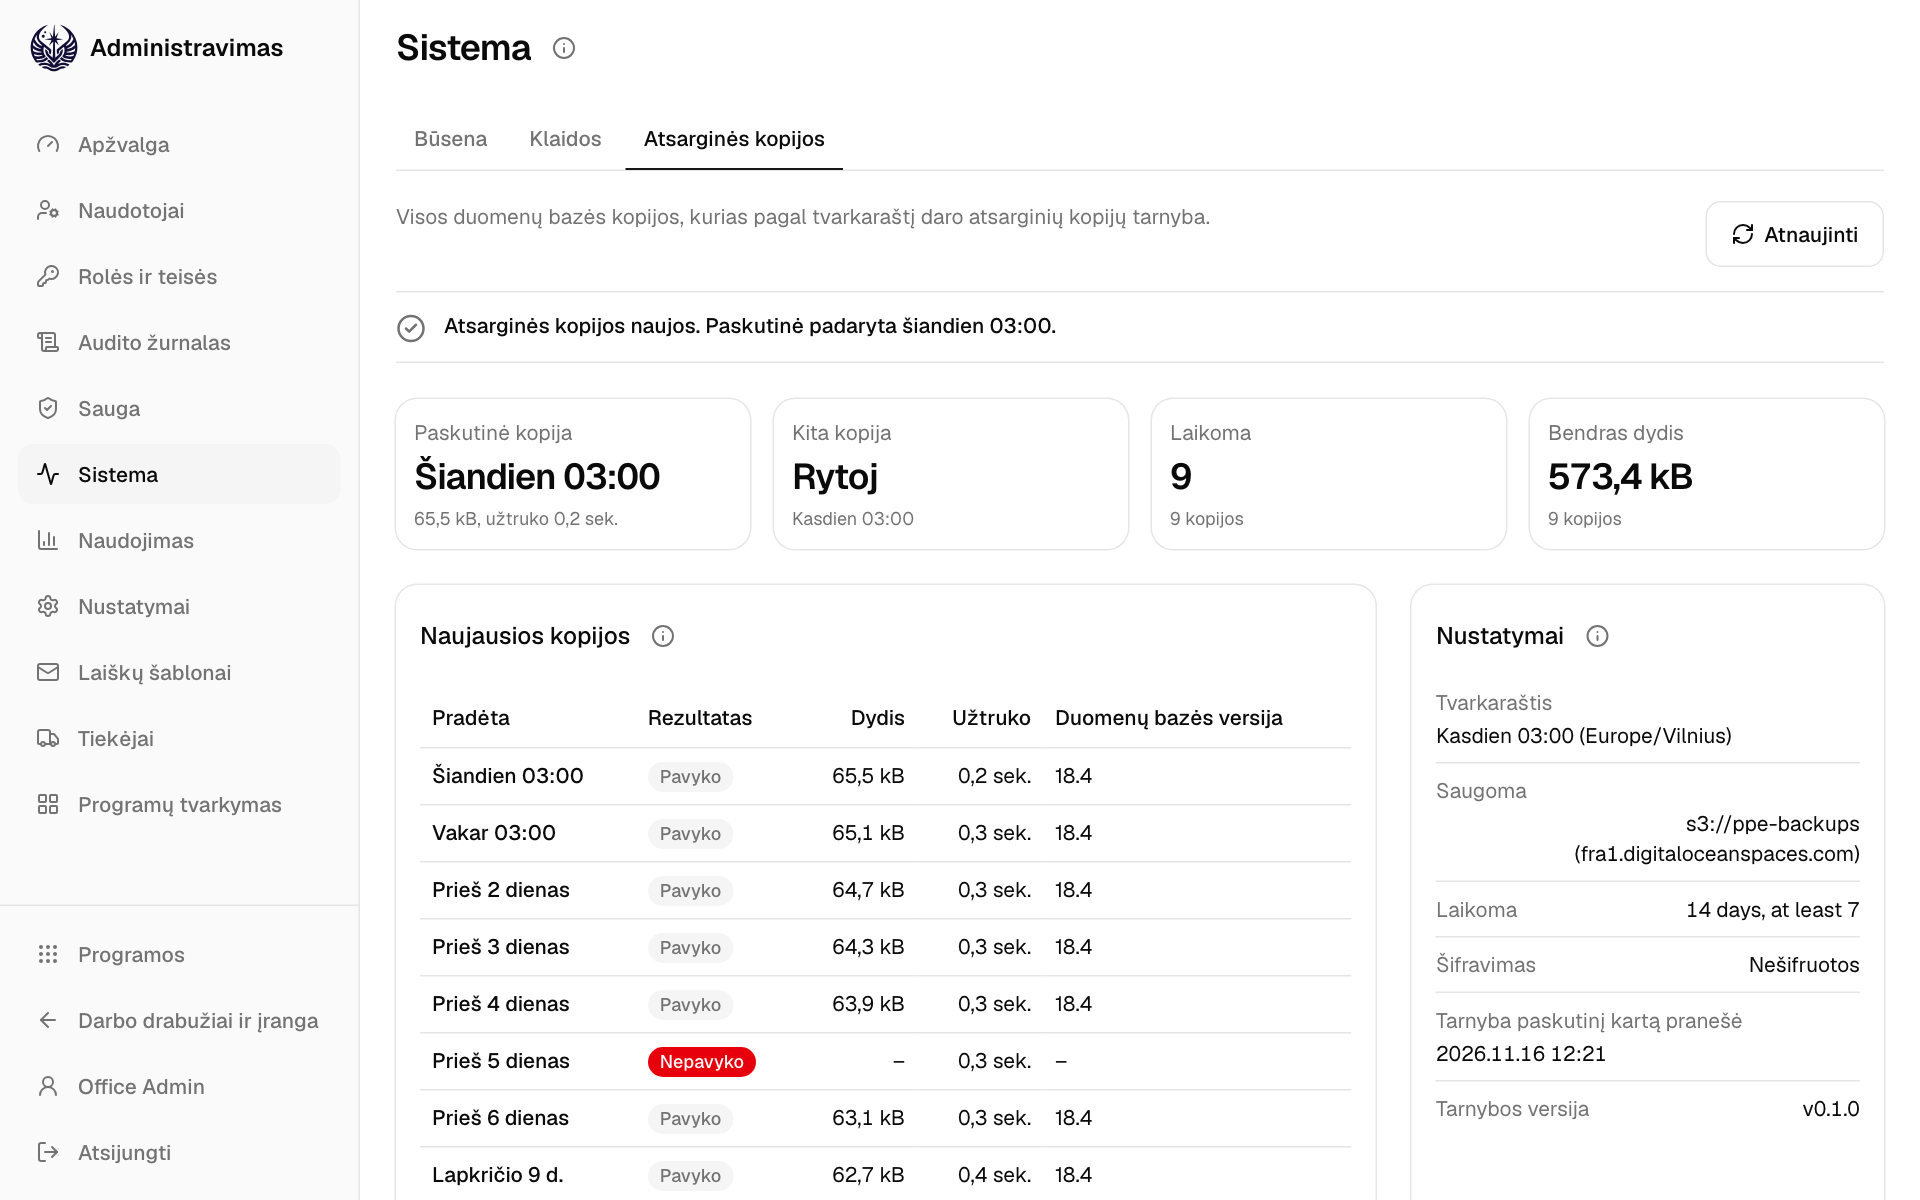 Administravimas
Apžvalga
Naudotojai
Rolės ir teisės
Audito žurnalas
Sauga
Sistema
Naudojimas
Nustatymai
Laiškų šablonai
Tiekėjai
Programų tvarkymas
Programos
Darbo drabužiai ir įranga
Office Admin
Atsijungti
Sistema
Būsena Klaidos Atsarginės kopijos
Visos duomenų bazės kopijos, kurias pagal tvarkaraštį daro atsarginių kopijų tarnyba.
Atnaujinti
Atsarginės kopijos naujos. Paskutinė padaryta šiandien 03:00.
Paskutinė kopija
Šiandien 03:00
65,5 kB, užtruko 0,2 sek.
Kita kopija
Rytoj
Kasdien 03:00
Laikoma
9
9 kopijos
Bendras dydis
573,4 kB
9 kopijos
Naujausios kopijos
Pradėta Rezultatas Dydis Užtruko Duomenų bazės versija
Šiandien 03:00 Pavyko 65,5 kB 0,2 sek. 18.4
Vakar 03:00 Pavyko 65,1 kB 0,3 sek. 18.4
Prieš 2 dienas Pavyko 64,7 kB 0,3 sek. 18.4
Prieš 3 dienas Pavyko 64,3 kB 0,3 sek. 18.4
Prieš 4 dienas Pavyko 63,9 kB 0,3 sek. 18.4
Prieš 5 dienas Nepavyko – 0,3 sek. –
Prieš 6 dienas Pavyko 63,1 kB 0,3 sek. 18.4
Lapkričio 9 d. Pavyko 62,7 kB 0,4 sek. 18.4
Nustatymai
Tvarkaraštis
Kasdien 03:00 (Europe/Vilnius)
Saugoma
s3://ppe-backups
(fra1.digitaloceanspaces.com)
Laikoma 14 days, at least 7
Šifravimas Nešifruotos
Tarnyba paskutinį kartą pranešė
2026.11.16 12:21
Tarnybos versija v0.1.0